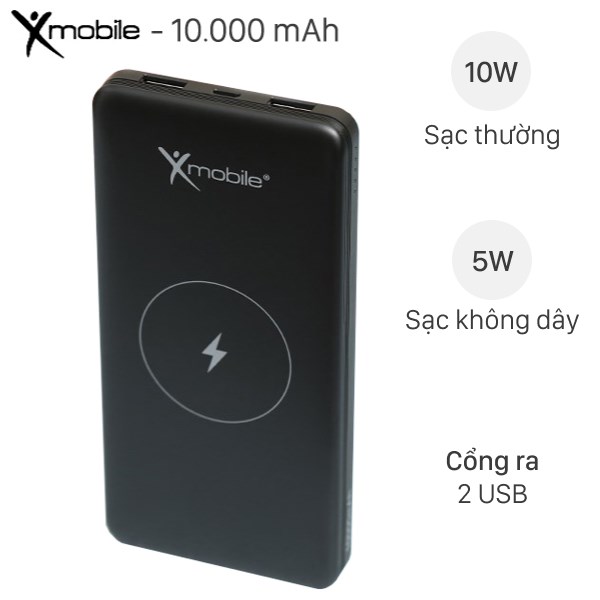 Xmobile - 10.000 mAh
10W
Sạc thường
Xmobile®
5W
Sạc không dây
Cổng ra
2 USB